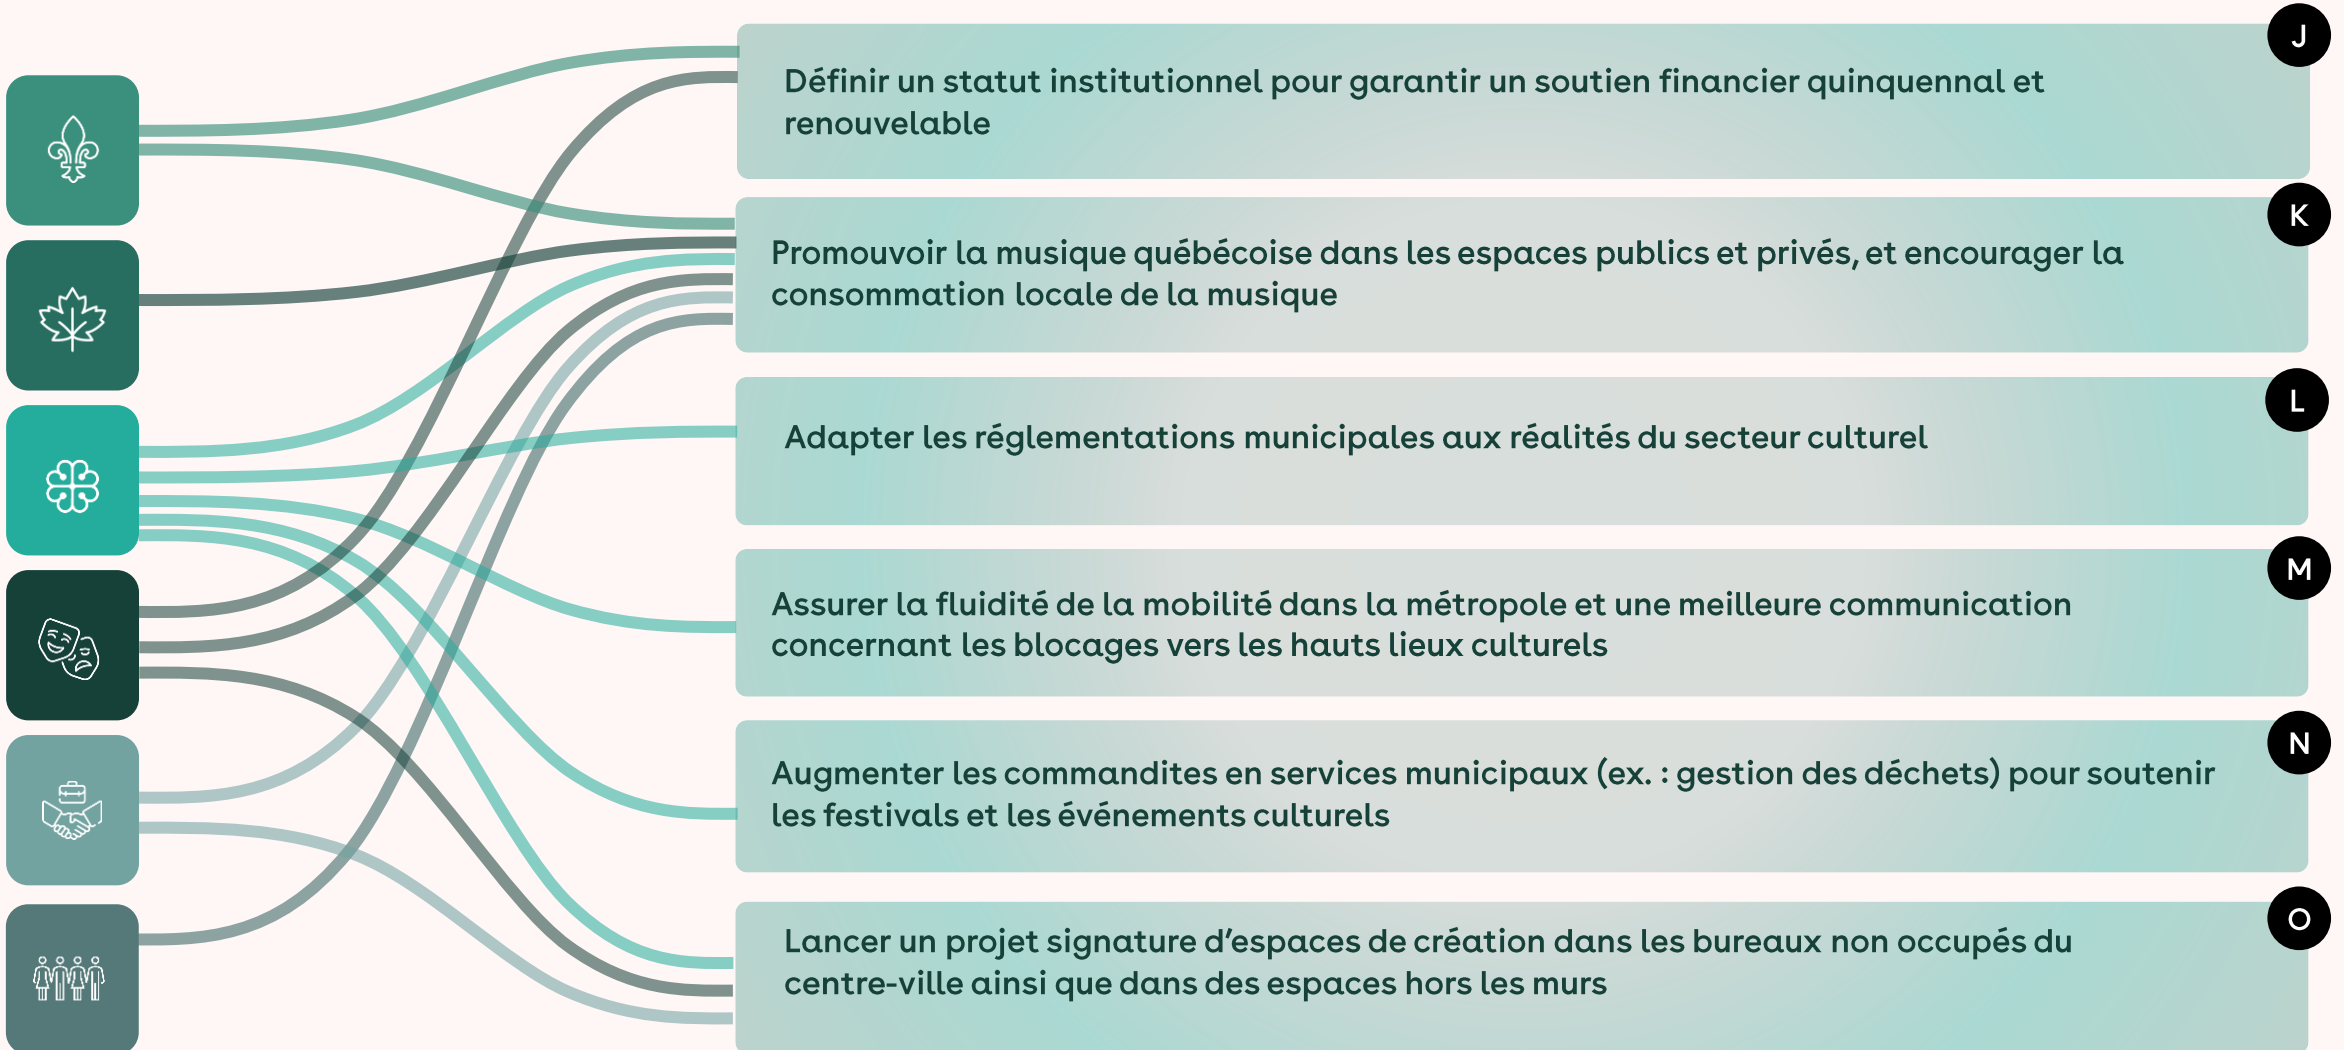 J
Définir un statut institutionnel pour garantir un soutien financier quinquennal et
renouvelable
K
Promouvoir la musique québécoise dans les espaces publics et privés, et encourager la
consommation locale de la musique
L
Adapter les réglementations municipales aux réalités du secteur culturel
M
Assurer la fluidité de la mobilité dans la métropole et une meilleure communication
concernant les blocages vers les hauts lieux culturels
N
Augmenter les commandites en services municipaux (ex. : gestion des déchets) pour soutenir
les festivals et les événements culturels
O
Lancer un projet signature d’espaces de création dans les bureaux non occupés du
centre-ville ainsi que dans des espaces hors les murs